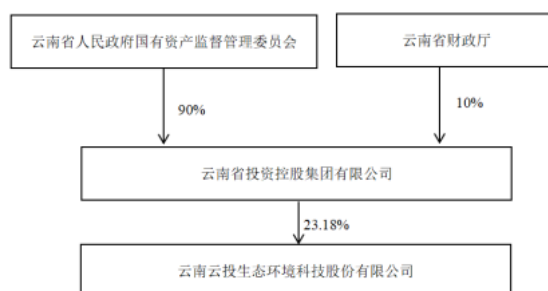 云南省人民政府国有资产监督管理委员会
云南省财政厅
90%
10%
云南省投资控股集团有限公司
23.18%
云南云投生态环境科技股份有限公司